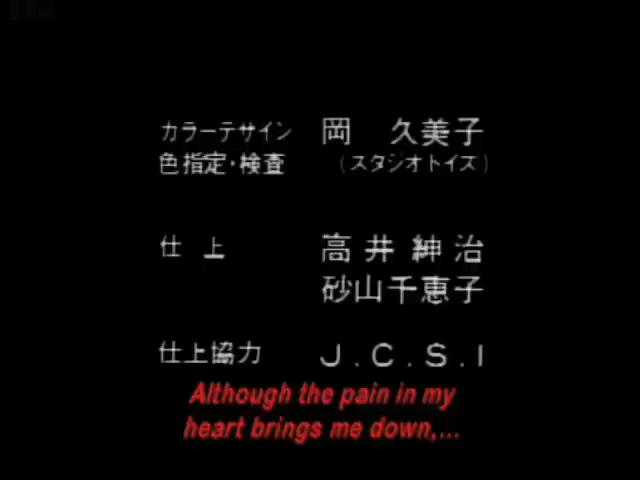 カラーデザイン 岡 久美子
色指定・検査 (スタジオトイズ)
仕上 高井紳治
砂山千恵子
仕上協力 J.C.S.I
Although the pain in my
heart brings me down,...